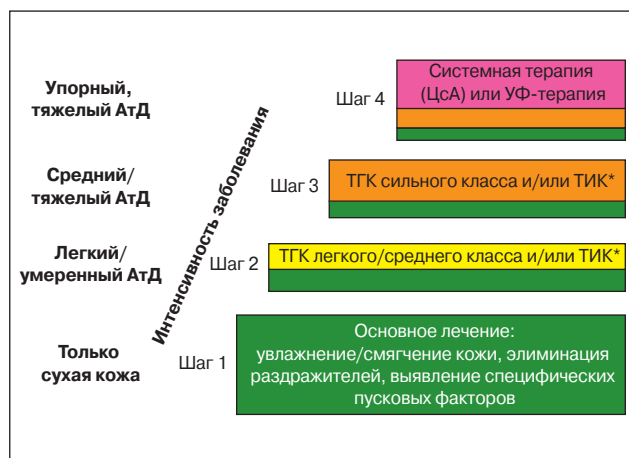 Упорный,
тяжелый АтД
Шаг 4
Системная терапия
(ЦсА) или УФ-терапия
Средний/
тяжелый АтД
Шаг 3
ТГК сильного класса и/или ТИК*
Легкий/
умеренный АтД
Шаг 2
ТГК легкого/среднего класса и/или ТИК*
Только
сухая кожа
Шаг 1
Основное лечение:
увлажнение/смягчение кожи, элиминация
раздражителей, выявление специфических
пусковых факторов
Интенсивность заболевания